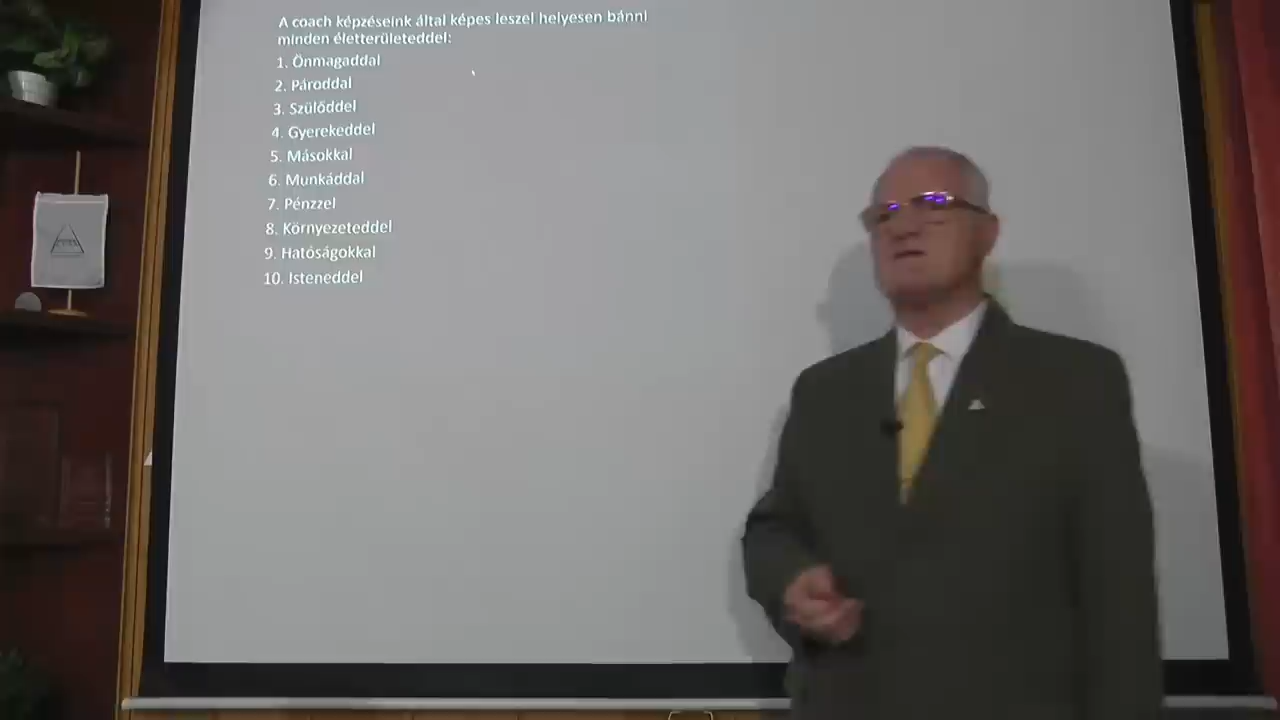 A coach képzéseink által képes leszel helyesen bánni
minden életterületeddel:
1. Önmagaddal
2. Pároddal
3. Szülőddel
4. Gyerekeddel
5. Másokkal
6. Munkáddal
7. Pénzzel
8. Környezeteddel
9. Hatóságokkal
10. Isteneddel